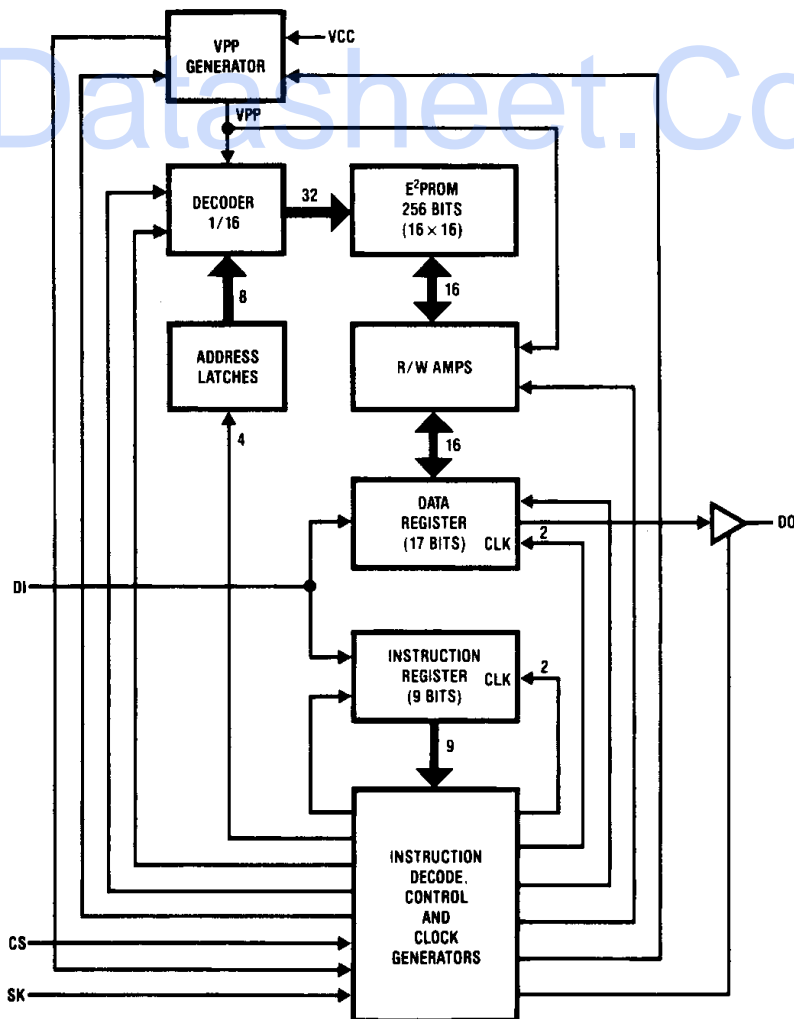 VPP
GENERATOR
VCC
Datasheet.Co
VPP
DECODER
1/16
32
E²PROM
256 BITS
(16 × 16)
8
16
ADDRESS
LATCHES
R/W AMPS
4
16
DATA
REGISTER
(17 BITS)
CLK
2
DO
DI
INSTRUCTION
REGISTER
(9 BITS)
CLK
2
9
INSTRUCTION
DECODE,
CONTROL
AND
CLOCK
GENERATORS
CS
SK